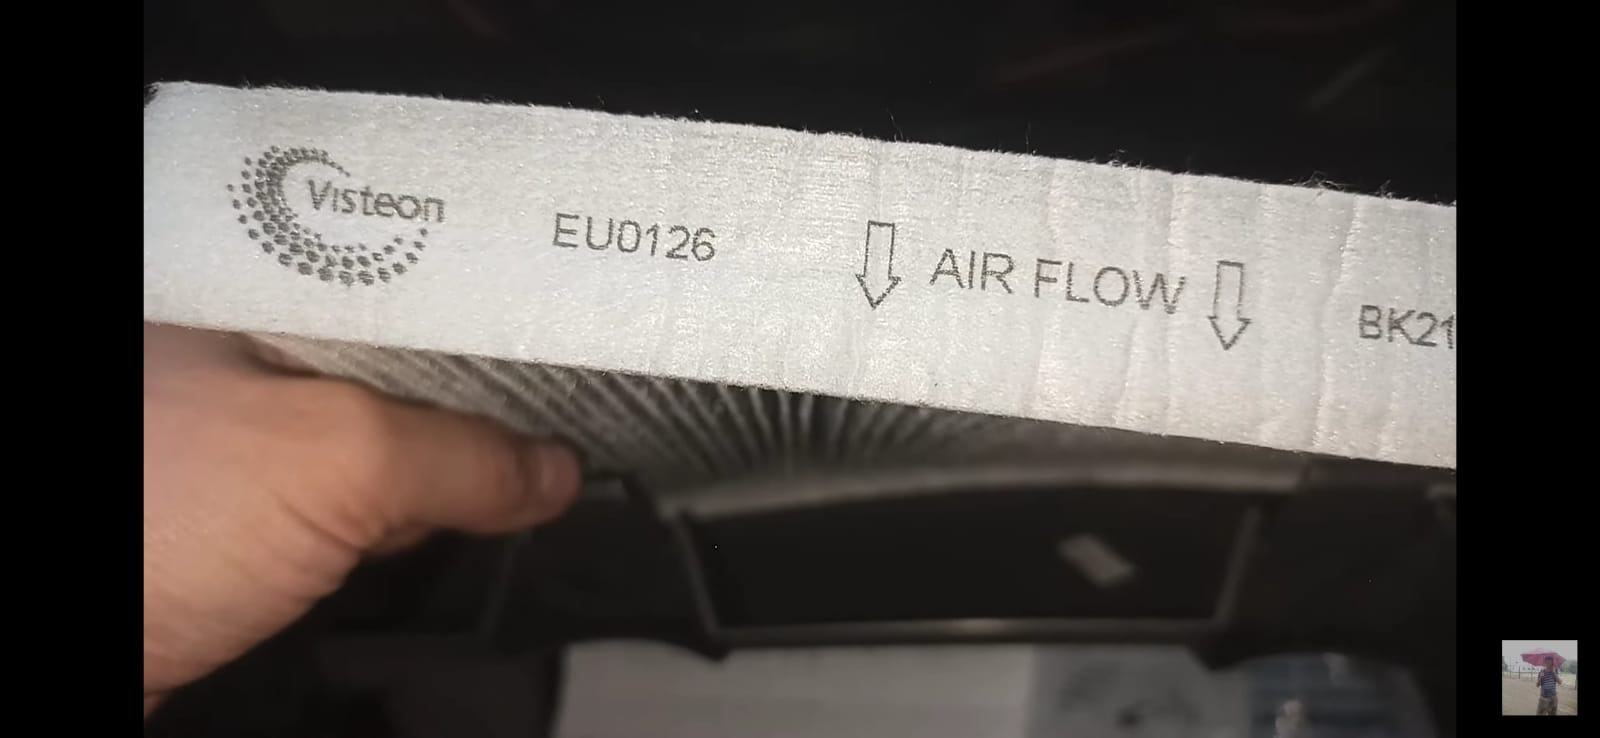 Visteon EU0126 AIR FLOW BK21